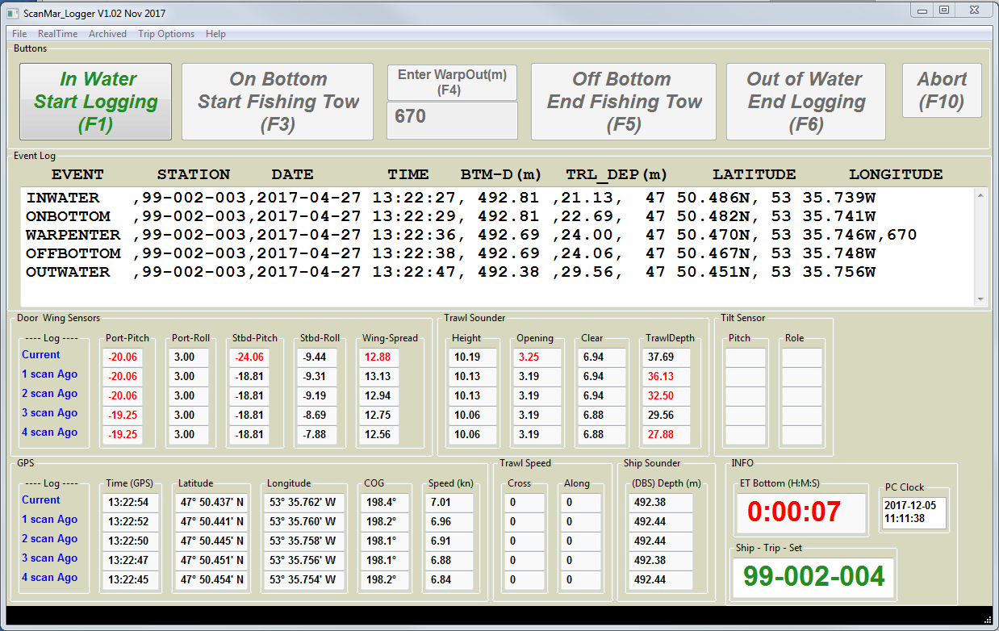 ScanMar_Logger V1.02 Nov 2017
File RealTime Archived Trip Options Help
Buttons
In Water
Start Logging
(F1)
On Bottom
Start Fishing Tow
(F3)
Enter WarpOut(m)
(F4)
670
Off Bottom
End Fishing Tow
(F5)
Out of Water
End Logging
(F6)
Abort
(F10)
Event Log
EVENT STATION DATE TIME BTM-D(m) TRL_DEP(m) LATITUDE LONGITUDE
INWATER ,99-002-003,2017-04-27 13:22:27, 492.81 ,21.13, 47 50.486N, 53 35.739W
ONBOTTOM ,99-002-003,2017-04-27 13:22:29, 492.81 ,22.69, 47 50.482N, 53 35.741W
WARPENTER ,99-002-003,2017-04-27 13:22:36, 492.69 ,24.00, 47 50.470N, 53 35.746W,670
OFFBOTTOM ,99-002-003,2017-04-27 13:22:38, 492.69 ,24.06, 47 50.467N, 53 35.748W
OUTWATER ,99-002-003,2017-04-27 13:22:47, 492.38 ,29.56, 47 50.451N, 53 35.756W
Door Wing Sensors
---- Log ---- Port-Pitch Port-Roll Stbd-Pitch Stbd-Roll Wing-Spread
Current -20.06 3.00 -24.06 -9.44 12.88
1 scan Ago -20.06 3.00 -18.81 -9.31 13.13
2 scan Ago -20.06 3.00 -18.81 -9.19 12.94
3 scan Ago -19.25 3.00 -18.81 -8.69 12.75
4 scan Ago -19.25 3.00 -18.81 -7.88 12.56
Trawl Sounder
Height Opening Clear TrawlDepth
10.19 3.25 6.94 37.69
10.13 3.19 6.94 36.13
10.13 3.19 6.94 32.50
10.06 3.19 6.88 29.56
10.06 3.19 6.88 27.88
Tilt Sensor
Pitch Role
GPS
---- Log ---- Time (GPS) Latitude Longitude COG Speed (kn)
Current 13:22:54 47° 50.437' N 53° 35.762' W 198.4° 7.01
1 scan Ago 13:22:52 47° 50.441' N 53° 35.760' W 198.2° 6.96
2 scan Ago 13:22:50 47° 50.445' N 53° 35.758' W 198.1° 6.91
3 scan Ago 13:22:47 47° 50.451' N 53° 35.756' W 198.1° 6.88
4 scan Ago 13:22:45 47° 50.454' N 53° 35.754' W 198.2° 6.84
Trawl Speed
Cross Along
0 0
0 0
0 0
0 0
0 0
Ship Sounder
(DBS) Depth (m)
492.38
492.44
492.44
492.38
492.44
INFO
ET Bottom (H:M:S)
0:00:07
PC Clock
2017-12-05
11:11:38
Ship - Trip - Set
99-002-004